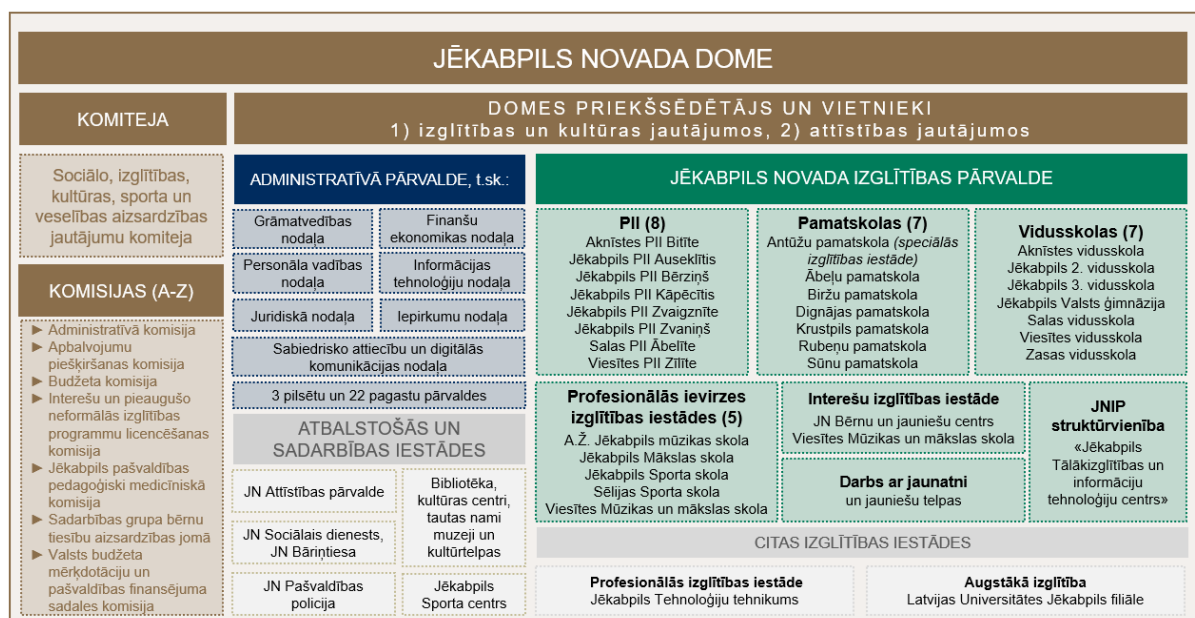 JĒKABPILS NOVADA DOME
KOMITEJA
DOMES PRIEKŠSĒDĒTĀJS UN VIETNIEKI
1) izglītības un kultūras jautājumos, 2) attīstības jautājumos
Sociālo, izglītības,
kultūras, sporta un
veselības aizsardzības
jautājumu komiteja
KOMISIJAS (A-Z)
► Administratīvā komisija
► Apbalvojumu
piešķiršanas komisija
► Budžeta komisija
► Interešu un pieaugušo
neformālās izglītības
programmu licencēšanas
komisija
► Jēkabpils pašvaldības
pedagoģiski medicīniskā
komisija
► Sadarbības grupa bērnu
tiesību aizsardzības jomā
► Valsts budžeta
mērķdotāciju un
pašvaldības finansējuma
sadales komisija
ADMINISTRATĪVĀ PĀRVALDE, t.sk.:
Grāmatvedības
nodaļa
Finanšu
ekonomikas nodaļa
Personāla vadības
nodaļa
Informācijas
tehnoloģiju nodaļa
Juridiskā nodaļa
Iepirkumu nodaļa
Sabiedrisko attiecību un digitālās
komunikācijas nodaļa
3 pilsētu un 22 pagastu pārvaldes
ATBALSTOŠĀS UN
SADARBĪBAS IESTĀDES
JN Attīstības pārvalde
Bibliotēka,
kultūras centri,
tautas nami
muzeji un
kultūrtelpas
JN Sociālais dienests,
JN Bāriņtiesa
JN Pašvaldības
policija
Jēkabpils
Sporta centrs
JĒKABPILS NOVADA IZGLĪTĪBAS PĀRVALDE
PII (8)
Aknīstes PII Bitīte
Jēkabpils PII Auseklītis
Jēkabpils PII Bērziņš
Jēkabpils PII Kāpēcītis
Jēkabpils PII Zvaigznīte
Jēkabpils PII Zvaniņš
Salas PII Ābelīte
Viesītes PII Zīlīte
Pamatskolas (7)
Antūžu pamatskola (speciālās
izglītības iestāde)
Ābeļu pamatskola
Biržu pamatskola
Dignājas pamatskola
Krustpils pamatskola
Rubeņu pamatskola
Sūnu pamatskola
Vidusskolas (7)
Aknīstes vidusskola
Jēkabpils 2. vidusskola
Jēkabpils 3. vidusskola
Jēkabpils Valsts ģimnāzija
Salas vidusskola
Viesītes vidusskola
Zasas vidusskola
Profesionālās ievirzes
izglītības iestādes (5)
A.Ž. Jēkabpils mūzikas skola
Jēkabpils Mākslas skola
Jēkabpils Sporta skola
Sēlijas Sporta skola
Viesītes Mūzikas un mākslas skola
Interešu izglītības iestāde
JN Bērnu un jauniešu centrs
Viesītes Mūzikas un mākslas skola
Darbs ar jaunatni
un jauniešu telpas
JNIP
struktūrvienība
«Jēkabpils
Tālākizglītības un
informāciju
tehnoloģiju centrs»
CITAS IZGLĪTĪBAS IESTĀDES
Profesionālās izglītības iestāde
Jēkabpils Tehnoloģiju tehnikums
Augstākā izglītība
Latvijas Universitātes Jēkabpils filiāle